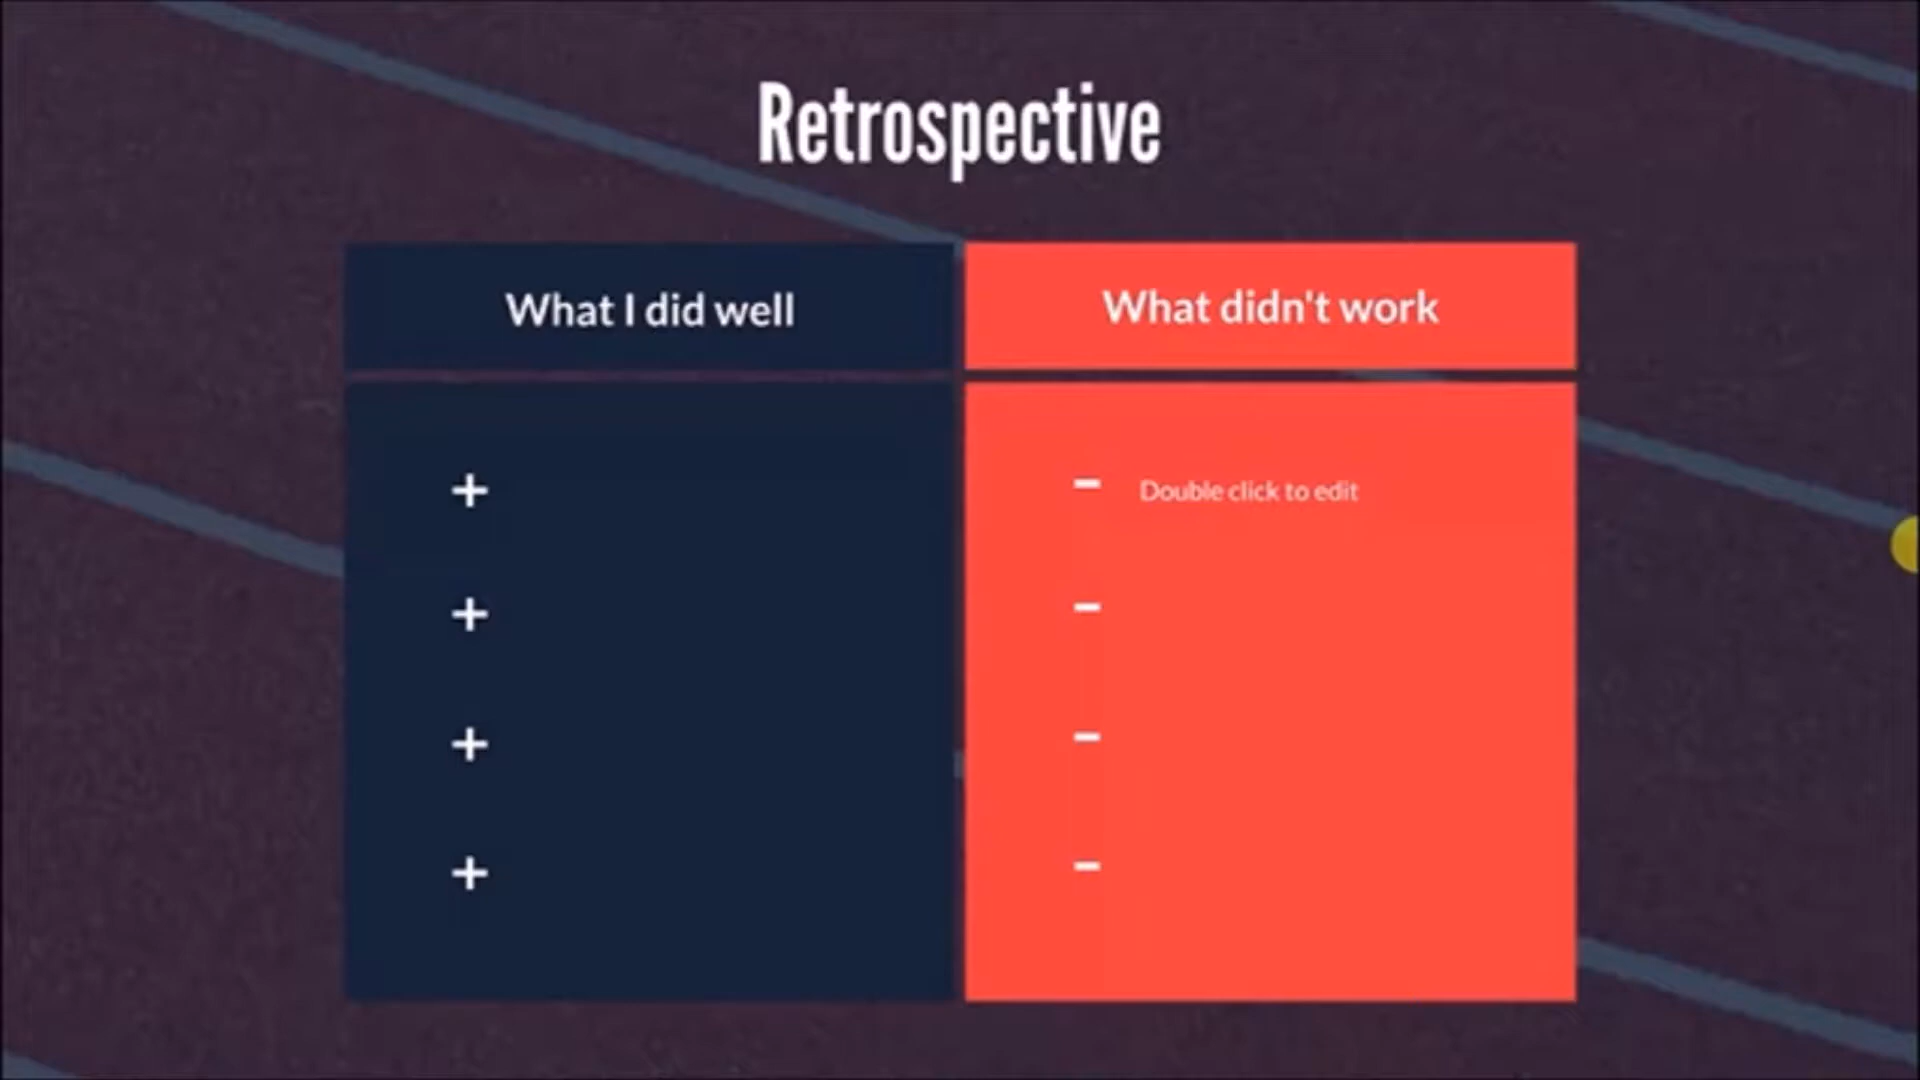 Retrospective
What I did well
What didn't work
+
- Double click to edit
+
-
+
-
+
-